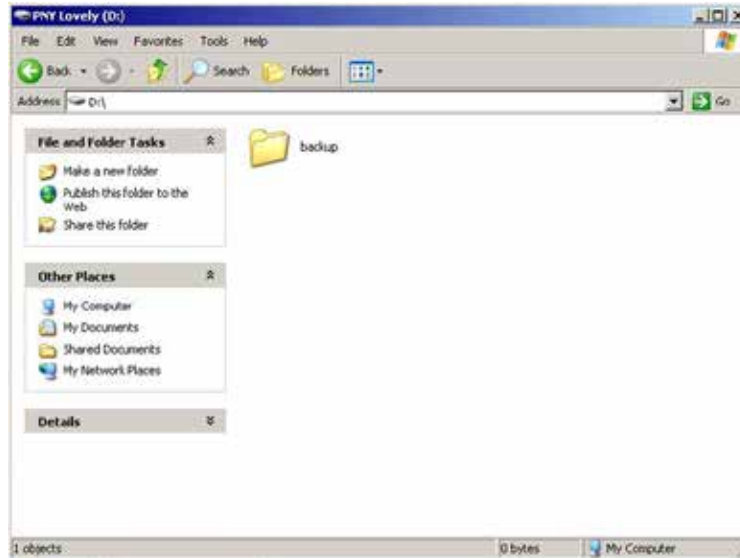 PNY Lovely (D:)
File Edit View Favorites Tools Help
Back Search Folders
Address D:\ Go
File and Folder Tasks
Make a new folder
Publish this folder to the
Web
Share this folder
backup
Other Places
My Computer
My Documents
Shared Documents
My Network Places
Details
1 objects 0 bytes My Computer